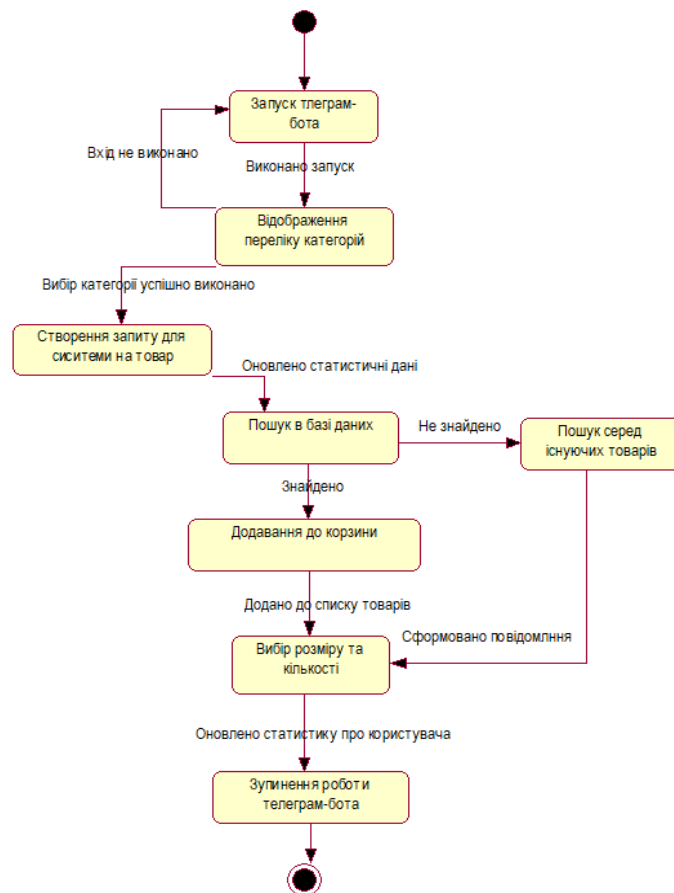 Запуск тлеграм-
бота
Вхід не виконано
Виконано запуск
Відображення
переліку категорій
Вибір категорії успішно виконано
Створення запиту для
сиситеми на товар
Оновлено статистичні дані
Пошук в базі даних
Не знайдено
Пошук серед
існуючих товарів
Знайдено
Додавання до корзини
Додано до списку товарів
Сформовано повідомлння
Вибір розміру та
кількості
Оновлено статистику про користувача
Зупинення роботи
телеграм-бота